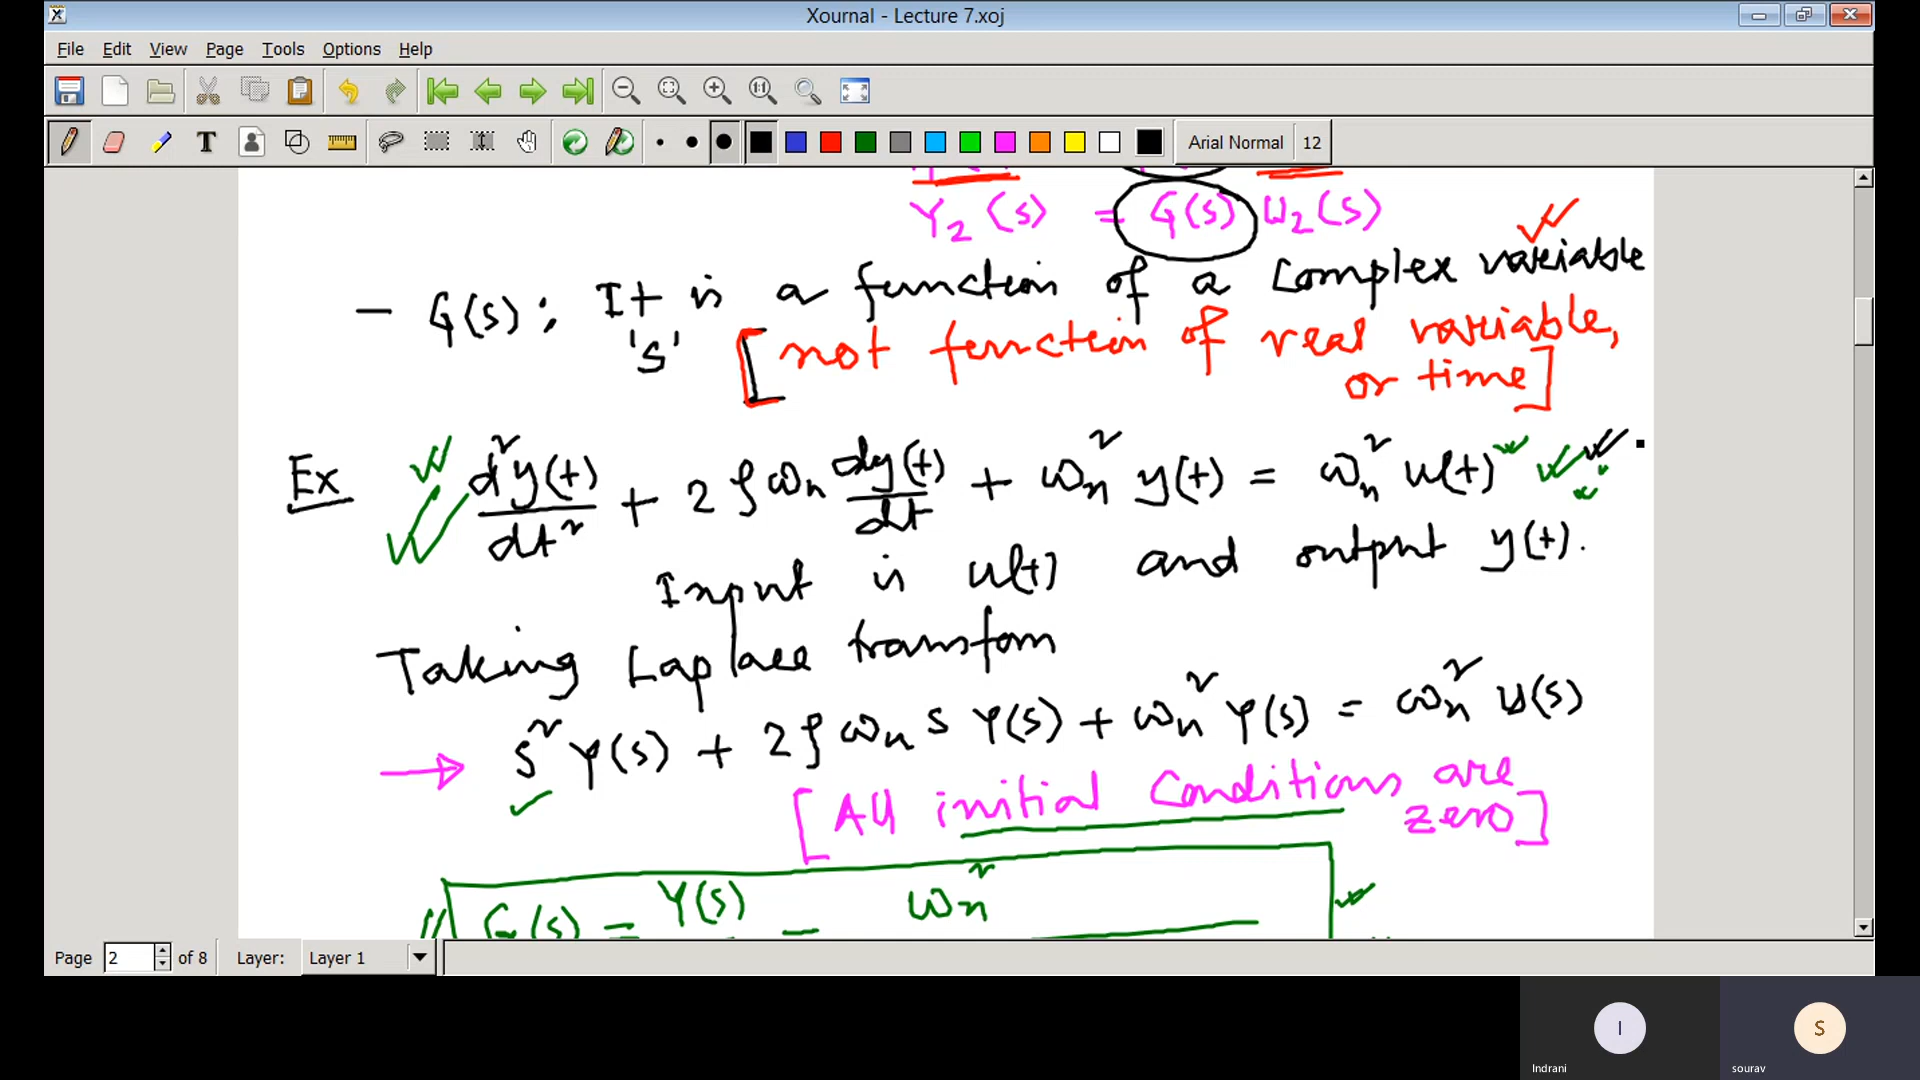 Xournal - Lecture 7.xoj
File Edit View Page Tools Options Help
Arial Normal 12
Y₂(s) = G(s) U₂(s)
— G(s): It is a function of a complex variable
's' [not function of real variable,
or time]
Ex d²y(t)/dt² + 2ζωn dy(t)/dt + ωn² y(t) = ωn² u(t)
Input is u(t) and output y(t).
Taking Laplace transfom
→ s² Y(s) + 2ζωn s Y(s) + ωn² Y(s) = ωn² U(s)
[All initial conditions are
zero]
G(s) = Y(s) = ωn²
Page 2 of 8 Layer: Layer 1
I S
Indrani sourav